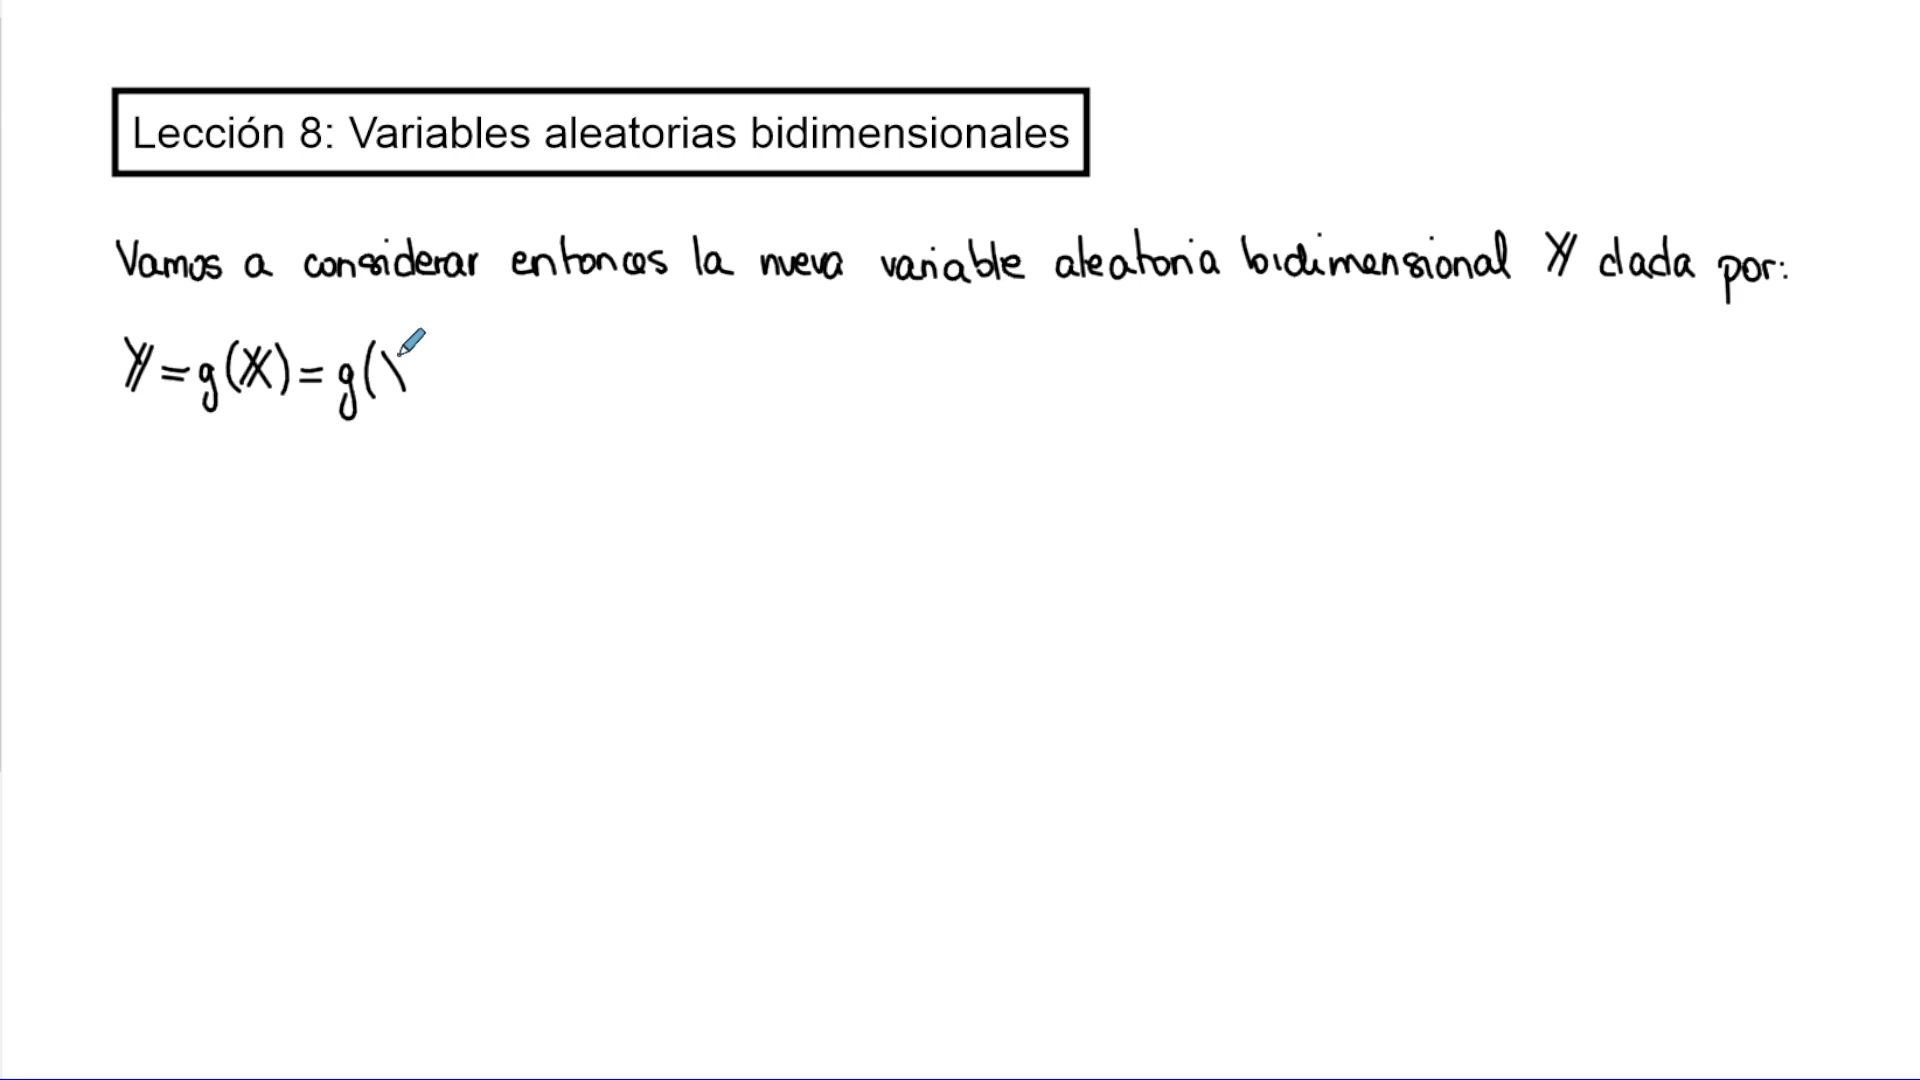 Lección 8: Variables aleatorias bidimensionales
Vamos a considerar entonces la nueva variable aleatoria bidimensional 𝕐 dada por:
𝕐 = g(𝕏) = g(\